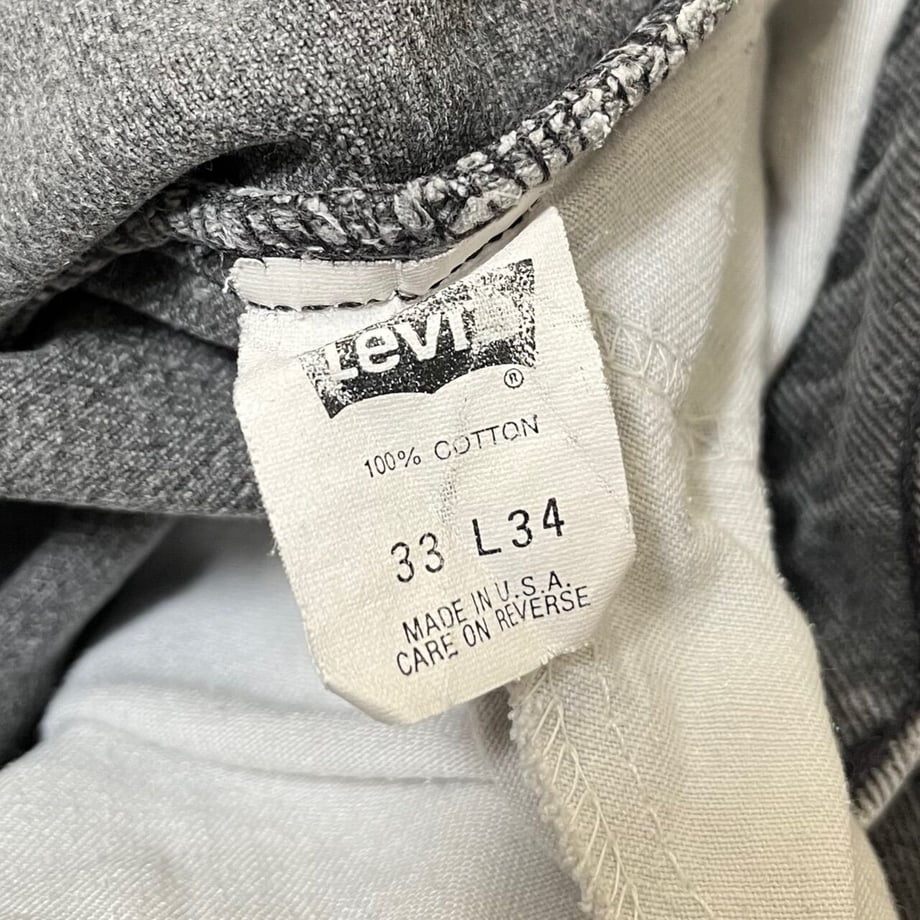 Levi
®
100% COTTON
33 L34
MADE IN U.S.A.
CARE ON REVERSE